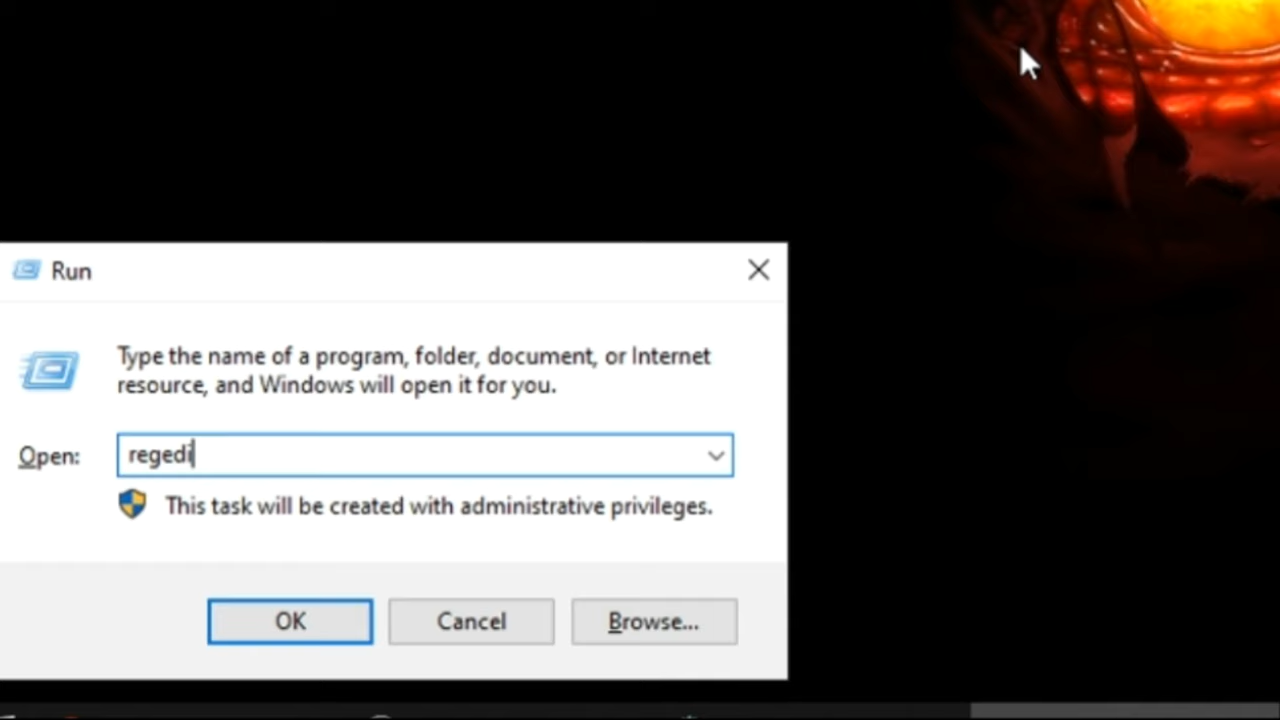 Run
Type the name of a program, folder, document, or Internet
resource, and Windows will open it for you.
Open:
regedi
This task will be created with administrative privileges.
OK
Cancel
Browse...